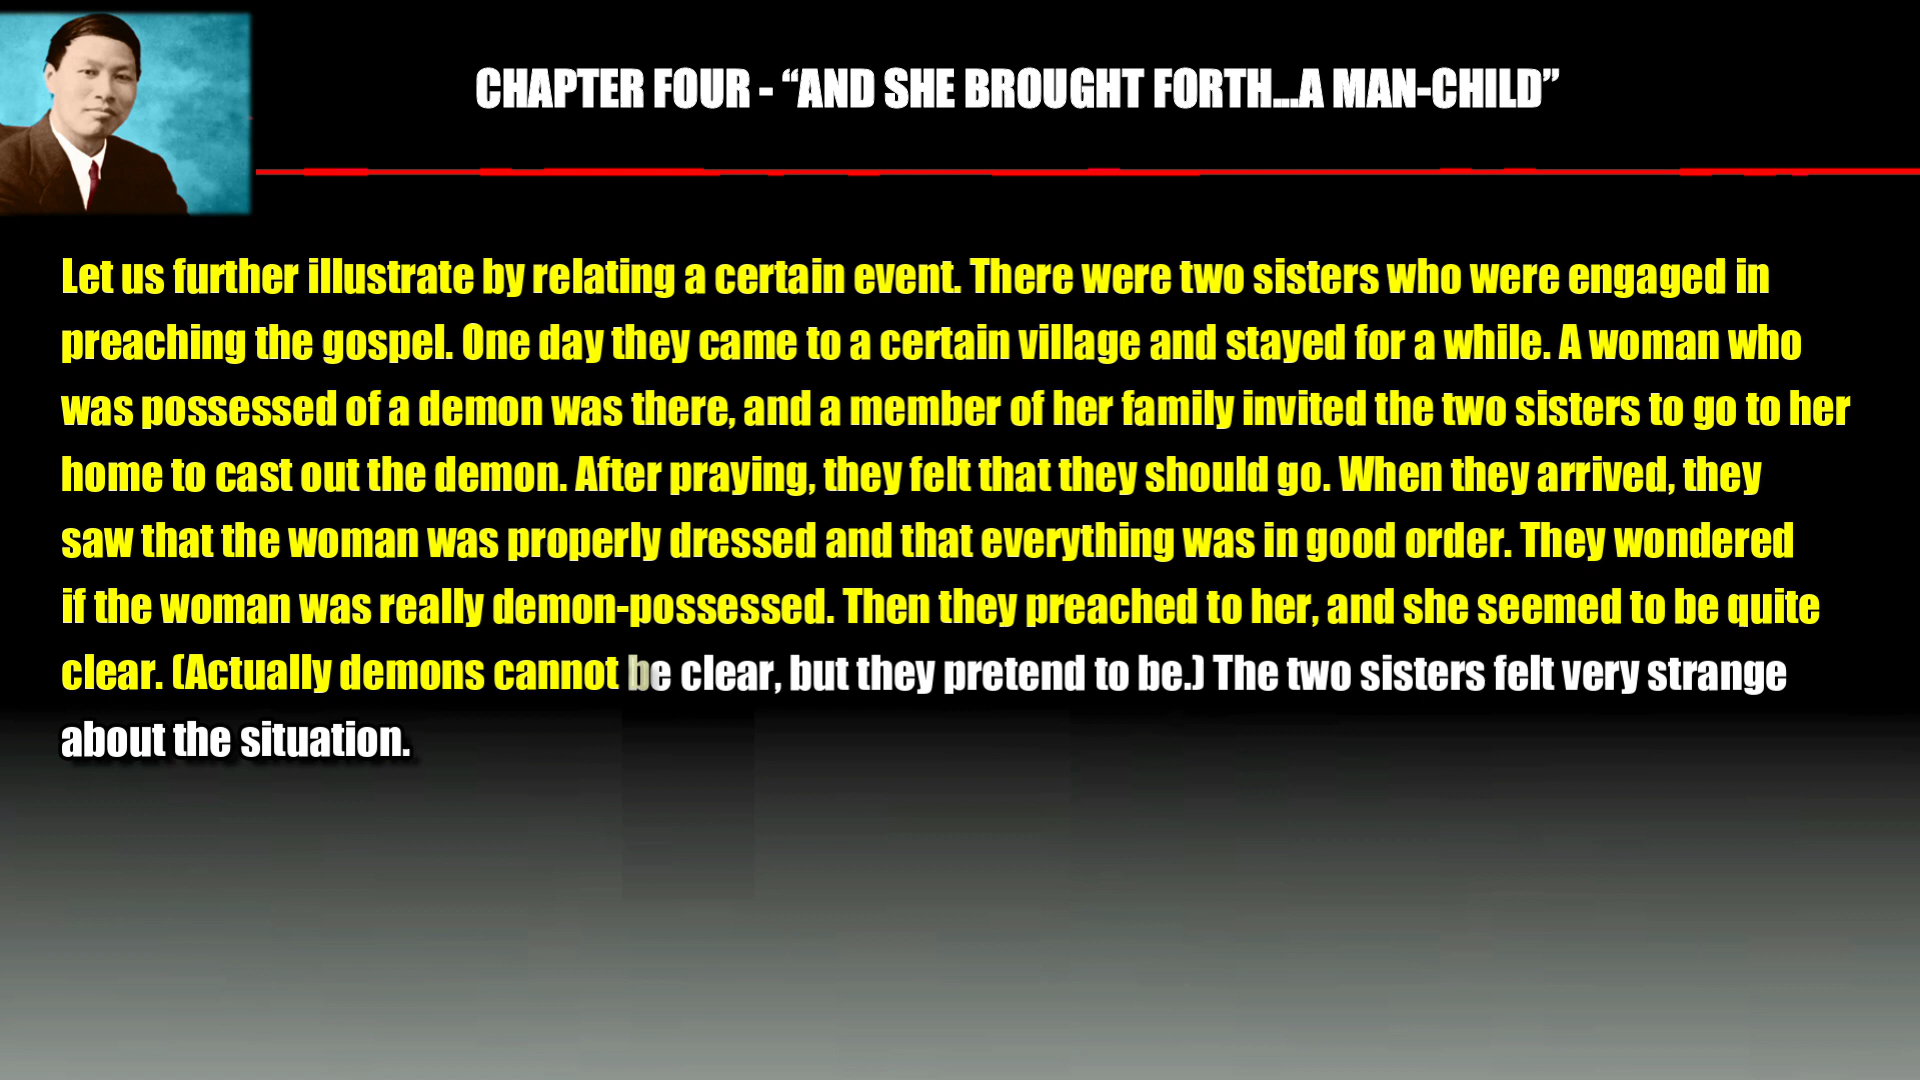 CHAPTER FOUR - “AND SHE BROUGHT FORTH...A MAN-CHILD”
Let us further illustrate by relating a certain event. There were two sisters who were engaged in
preaching the gospel. One day they came to a certain village and stayed for a while. A woman who
was possessed of a demon was there, and a member of her family invited the two sisters to go to her
home to cast out the demon. After praying, they felt that they should go. When they arrived, they
saw that the woman was properly dressed and that everything was in good order. They wondered
if the woman was really demon-possessed. Then they preached to her, and she seemed to be quite
clear. (Actually demons cannot be clear, but they pretend to be.) The two sisters felt very strange
about the situation.